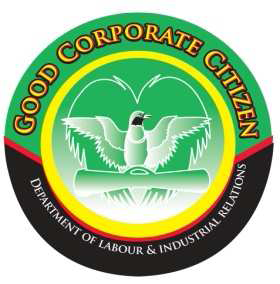 GOOD CORPORATE CITIZEN
DEPARTMENT OF LABOUR & INDUSTRIAL RELATIONS